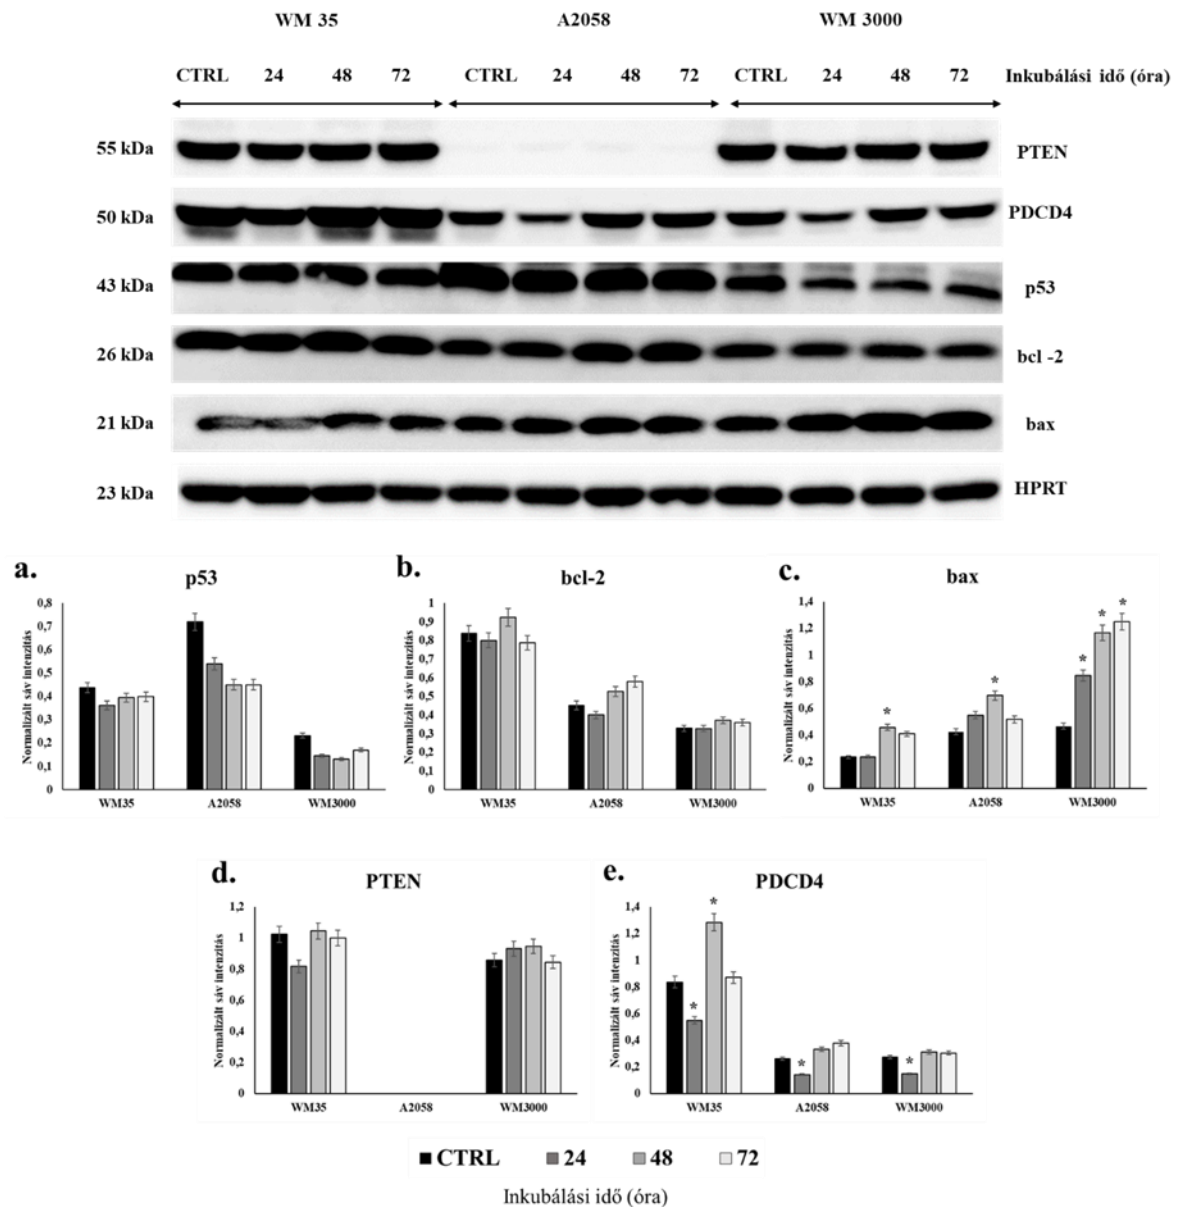 WM 35 A2058 WM 3000
CTRL 24 48 72 CTRL 24 48 72 CTRL 24 48 72 Inkubálási idő (óra)
55 kDa PTEN
50 kDa PDCD4
43 kDa p53
26 kDa bcl -2
21 kDa bax
23 kDa HPRT
a. p53
Normalizált sáv intenzitás
0,8
0,7
0,6
0,5
0,4
0,3
0,2
0,1
0
WM35 A2058 WM3000
b. bcl-2
Normalizált sáv intenzitás
1
0,9
0,8
0,7
0,6
0,5
0,4
0,3
0,2
0,1
0
WM35 A2058 WM3000
c. bax
Normalizált sáv intenzitás
1,4
1,2
1
0,8
0,6
0,4
0,2
0
* * * * *
WM35 A2058 WM3000
d. PTEN
Normalizált sáv intenzitás
1,2
1
0,8
0,6
0,4
0,2
0
WM35 A2058 WM3000
e. PDCD4
Normalizált sáv intenzitás
1,4
1,2
1
0,8
0,6
0,4
0,2
0
* * * *
WM35 A2058 WM3000
CTRL 24 48 72
Inkubálási idő (óra)